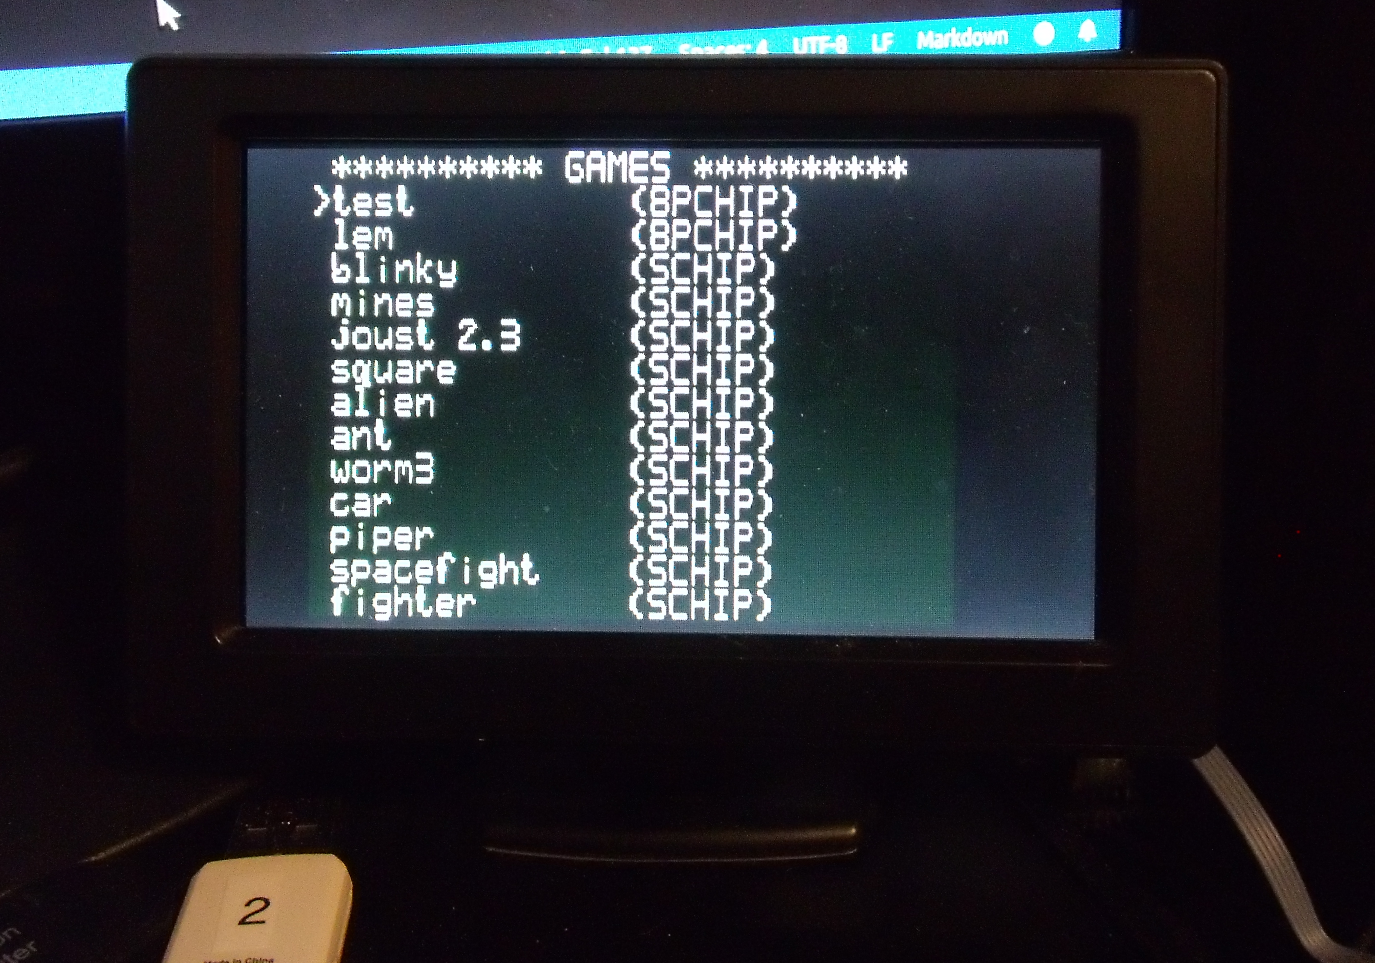 Spaces: 4 UTF-8 LF Markdown
********** GAMES **********
>test (8PCHIP)
lem (8PCHIP)
blinky (SCHIP)
mines (SCHIP)
joust 2.3 (SCHIP)
square (SCHIP)
alien (SCHIP)
ant (SCHIP)
worm3 (SCHIP)
car (SCHIP)
piper (SCHIP)
spacefight (SCHIP)
fighter (SCHIP)
2
Made in China